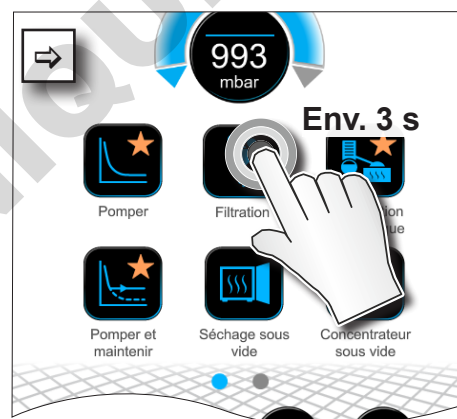 993
mbar
Env. 3 s
Pomper
Filtration
Pomper et
maintenir
Séchage sous
vide
Concentrateur
sous vide